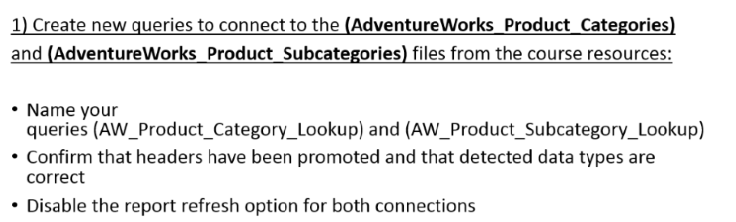 1) Create new queries to connect to the (AdventureWorks_Product_Categories)
and (AdventureWorks_Product_Subcategories) files from the course resources:
• Name your
queries (AW_Product_Category_Lookup) and (AW_Product_Subcategory_Lookup)
• Confirm that headers have been promoted and that detected data types are
correct
• Disable the report refresh option for both connections